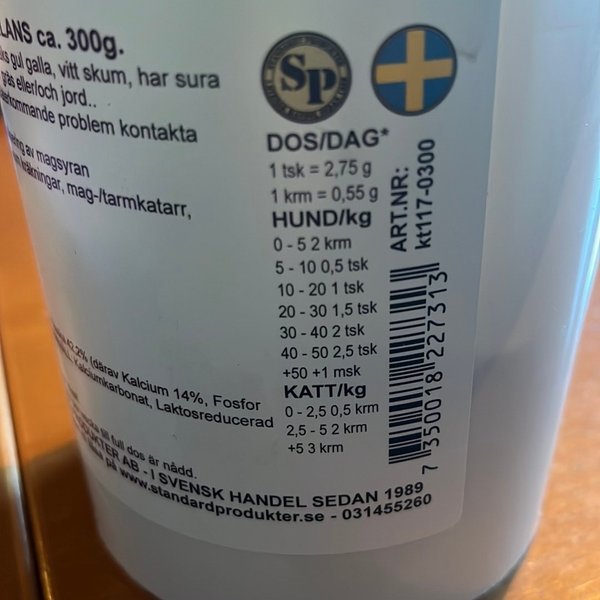 LANS ca. 300g.
gul galla, vitt skum, har sura
gräs eller/och jord..
problem kontakta
av magsyran
mag-/tarmkatarr,
42,2% (därav Kalcium 14%, Fosfor
Kalciumkarbonat, Laktosreducerad
till full dos är nådd.
AB - I SVENSK HANDEL SEDAN 1989
på www.standardprodukter.se - 031455260
SP
DOS/DAG*
1 tsk = 2,75 g
1 krm = 0,55 g
HUND/kg
0 - 5 2 krm
5 - 10 0,5 tsk
10 - 20 1 tsk
20 - 30 1,5 tsk
30 - 40 2 tsk
40 - 50 2,5 tsk
+50 +1 msk
KATT/kg
0 - 2,5 0,5 krm
2,5 - 5 2 krm
+5 3 krm
ART.NR:
kt117-0300
7 350018 227313